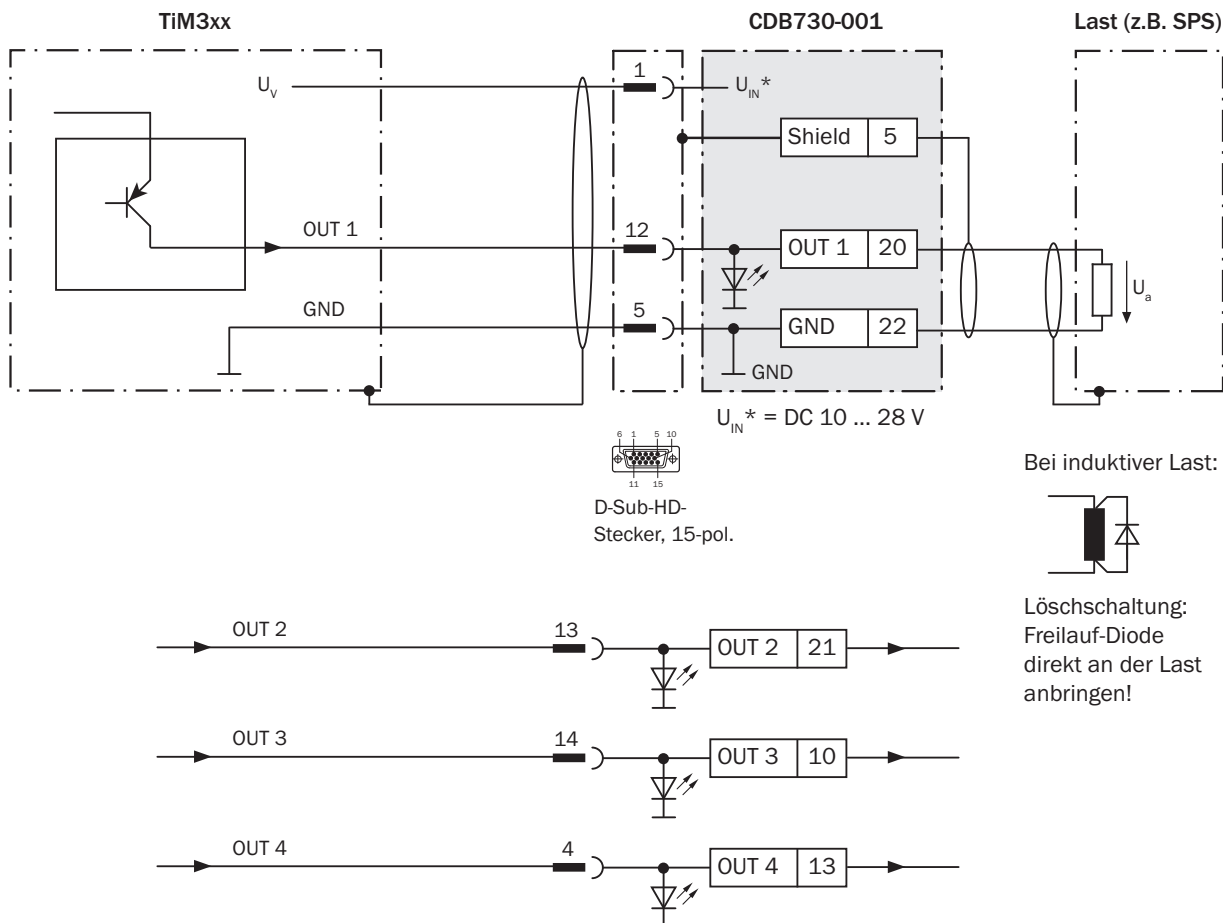 TiM3xx
CDB730-001
Last (z.B. SPS)
1
U_V
U_IN*
Shield 5
OUT 1
12
OUT 1 20
U_a
GND
5
GND 22
GND
U_IN* = DC 10 ... 28 V
6 1 5 10
11 15
D-Sub-HD-
Stecker, 15-pol.
Bei induktiver Last:
Löschschaltung:
Freilauf-Diode
direkt an der Last
anbringen!
OUT 2
13
OUT 2 21
OUT 3
14
OUT 3 10
OUT 4
4
OUT 4 13